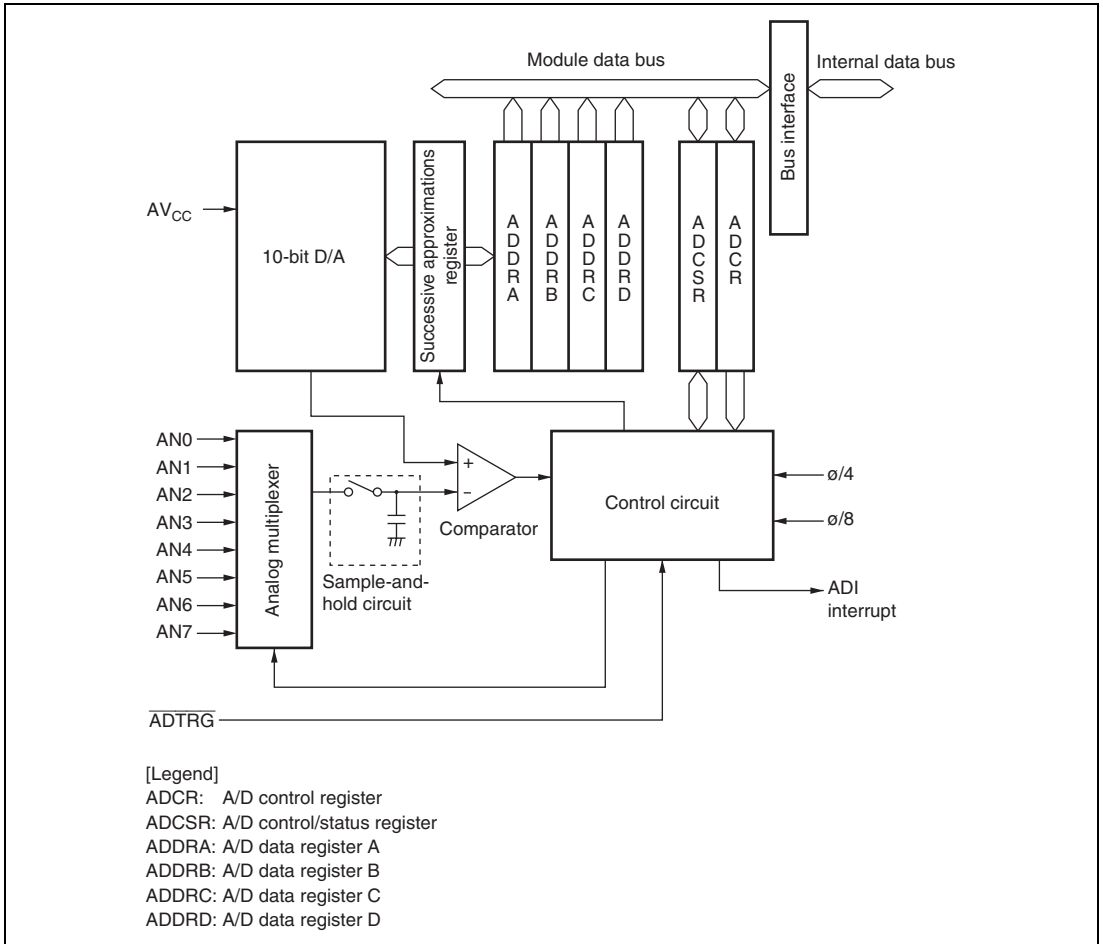 Module data bus
Internal data bus
Bus interface
AVCC
10-bit D/A
Successive approximations
register
ADDRA
ADDRB
ADDRC
ADDRD
ADCSR
ADCR
AN0
AN1
AN2
AN3
AN4
AN5
AN6
AN7
Analog multiplexer
+
−
Comparator
Sample-and-
hold circuit
Control circuit
ø/4
ø/8
ADI
interrupt
ADTRG
[Legend]
ADCR: A/D control register
ADCSR: A/D control/status register
ADDRA: A/D data register A
ADDRB: A/D data register B
ADDRC: A/D data register C
ADDRD: A/D data register D